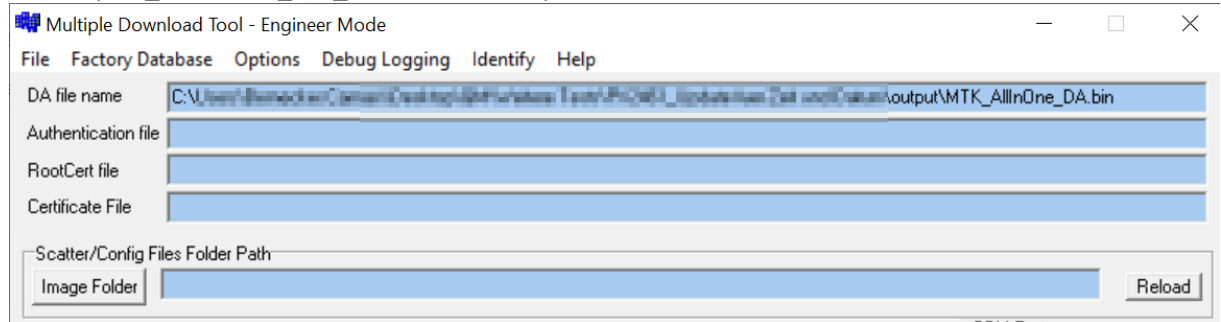 Multiple Download Tool - Engineer Mode
File Factory Database Options Debug Logging Identify Help
DA file name C:\ \output\MTK_AllInOne_DA.bin
Authentication file
RootCert file
Certificate File
Scatter/Config Files Folder Path
Image Folder Reload